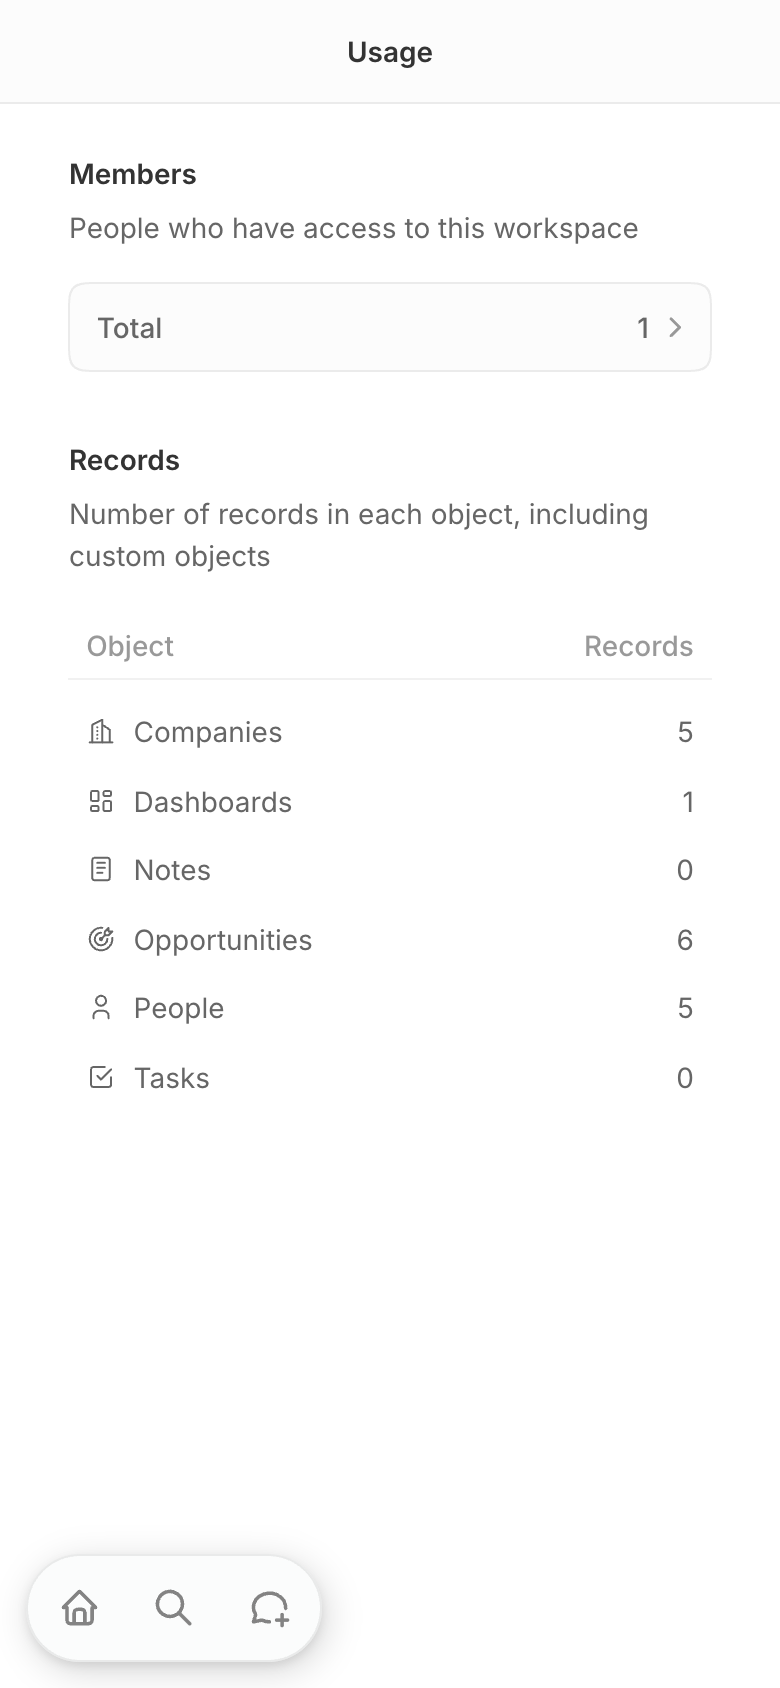 Usage
Members
People who have access to this workspace
Total 1
Records
Number of records in each object, including
custom objects
Object Records
Companies 5
Dashboards 1
Notes 0
Opportunities 6
People 5
Tasks 0